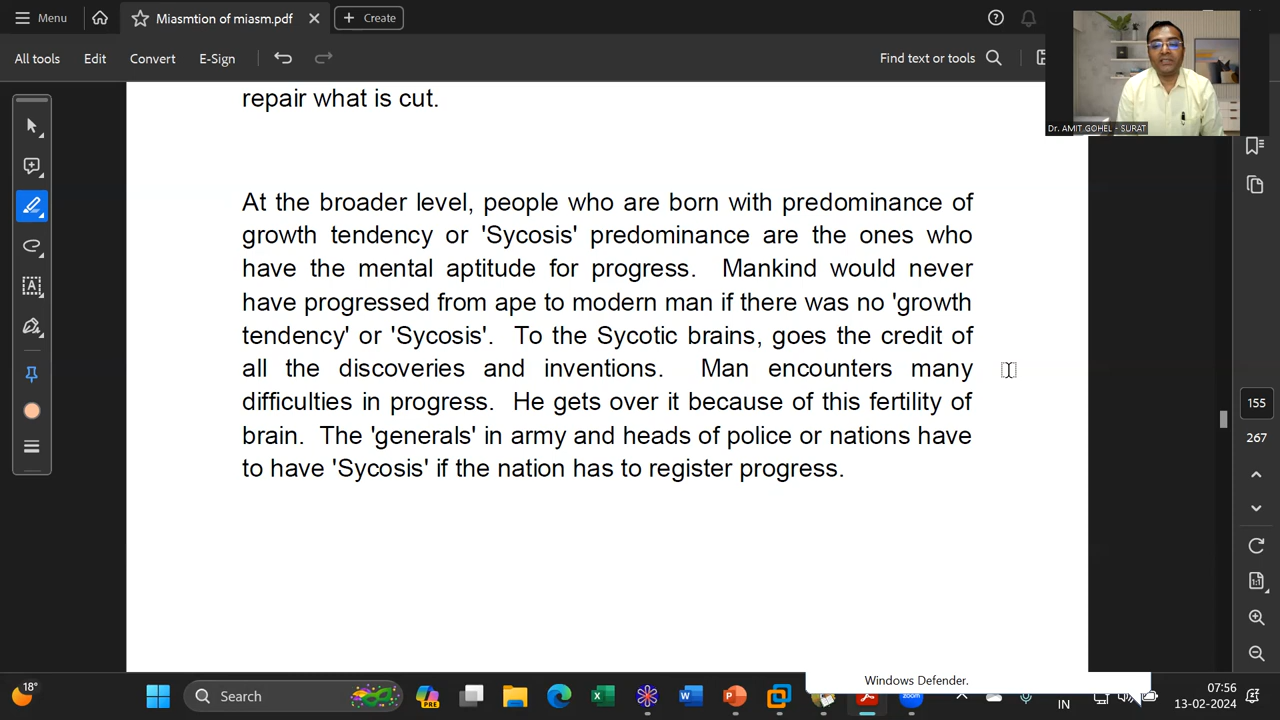 Menu
Miasmtion of miasm.pdf
Create
All tools
Edit
Convert
E-Sign
Find text or tools
Dr. AMIT GOHEL - SURAT
repair what is cut.
At the broader level, people who are born with predominance of
growth tendency or 'Sycosis' predominance are the ones who
have the mental aptitude for progress. Mankind would never
have progressed from ape to modern man if there was no 'growth
tendency' or 'Sycosis'. To the Sycotic brains, goes the credit of
all the discoveries and inventions. Man encounters many
difficulties in progress. He gets over it because of this fertility of
brain. The 'generals' in army and heads of police or nations have
to have 'Sycosis' if the nation has to register progress.
155
267
Windows Defender.
18°
Search
PRE
zoom
IN
07:56
13-02-2024